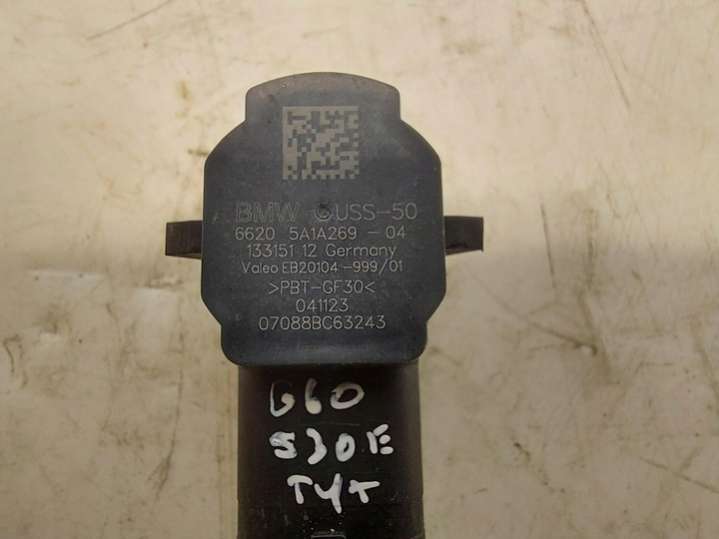 BMW USS-50
6620 5A1A269-04
133151 12 Germany
Valeo EB20104-999/01
>PBT-GF30<
041123
07088BC63243
G60
530E
TYT